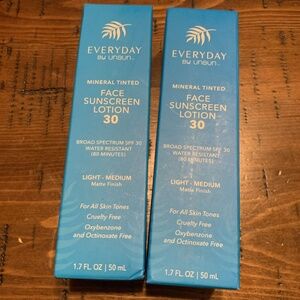 EVERYDAY
BY UNSUN
MINERAL TINTED
FACE
SUNSCREEN
LOTION
30
BROAD SPECTRUM SPF 30
WATER RESISTANT
(80 MINUTES)
LIGHT - MEDIUM
Matte Finish
For All Skin Tones
Cruelty Free
Oxybenzone
and Octinoxate Free
1.7 FL. OZ | 50 mL
EVERYDAY
BY UNSUN
MINERAL TINTED
FACE
SUNSCREEN
LOTION
30
BROAD SPECTRUM SPF 30
WATER RESISTANT
(80 MINUTES)
LIGHT - MEDIUM
Matte Finish
For All Skin Tones
Cruelty Free
Oxybenzone
and Octinoxate Free
1.7 FL. OZ | 50 mL